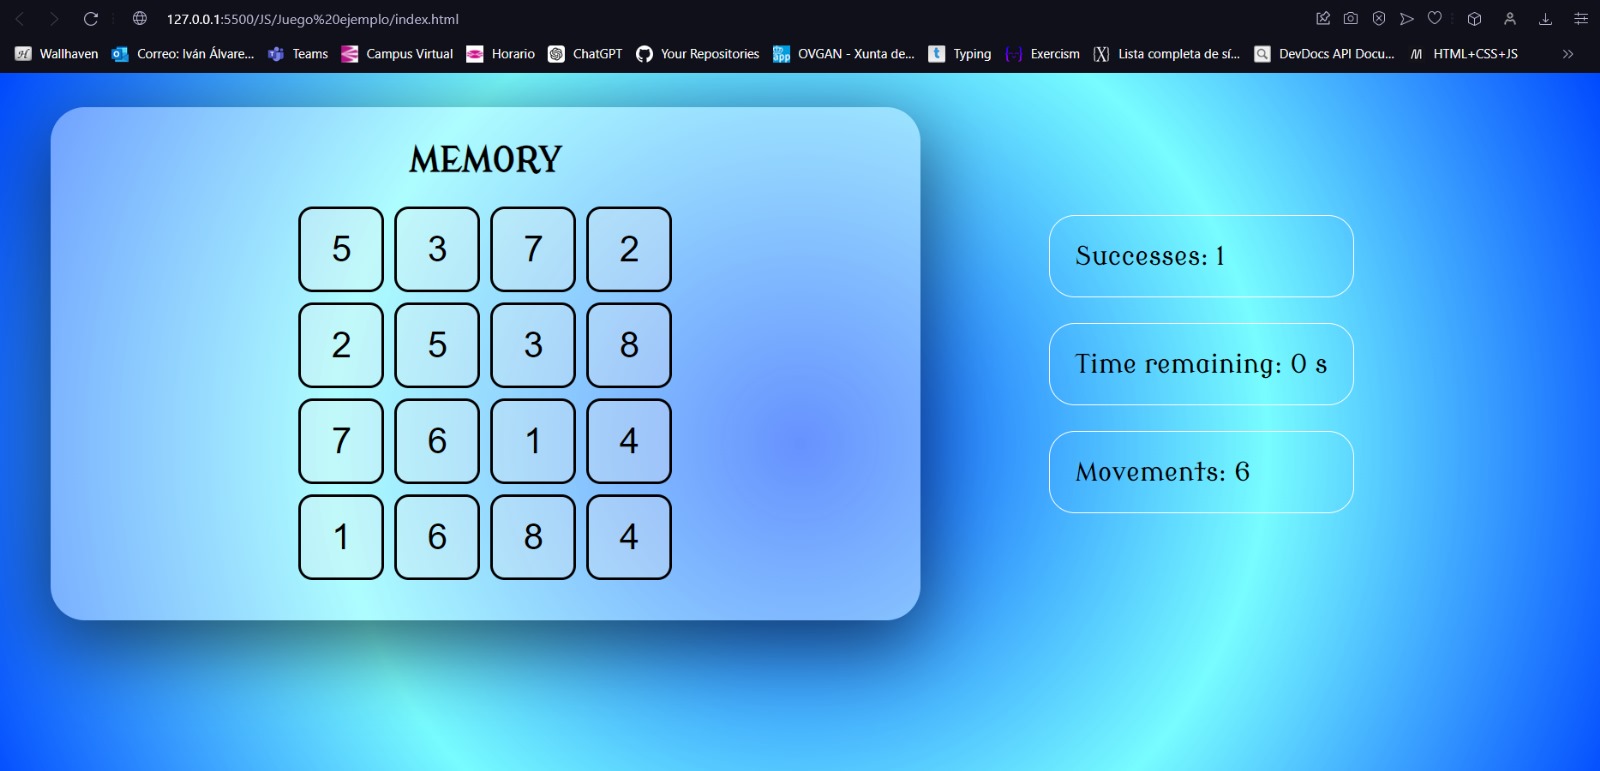 127.0.0.1:5500/JS/Juego%20ejemplo/index.html
Wallhaven Correo: Iván Álvare... Teams Campus Virtual Horario ChatGPT Your Repositories OVGAN - Xunta de... Typing Exercism Lista completa de sí... DevDocs API Docu... HTML+CSS+JS
MEMORY
5 3 7 2
2 5 3 8
7 6 1 4
1 6 8 4
Successes: 1
Time remaining: 0 s
Movements: 6